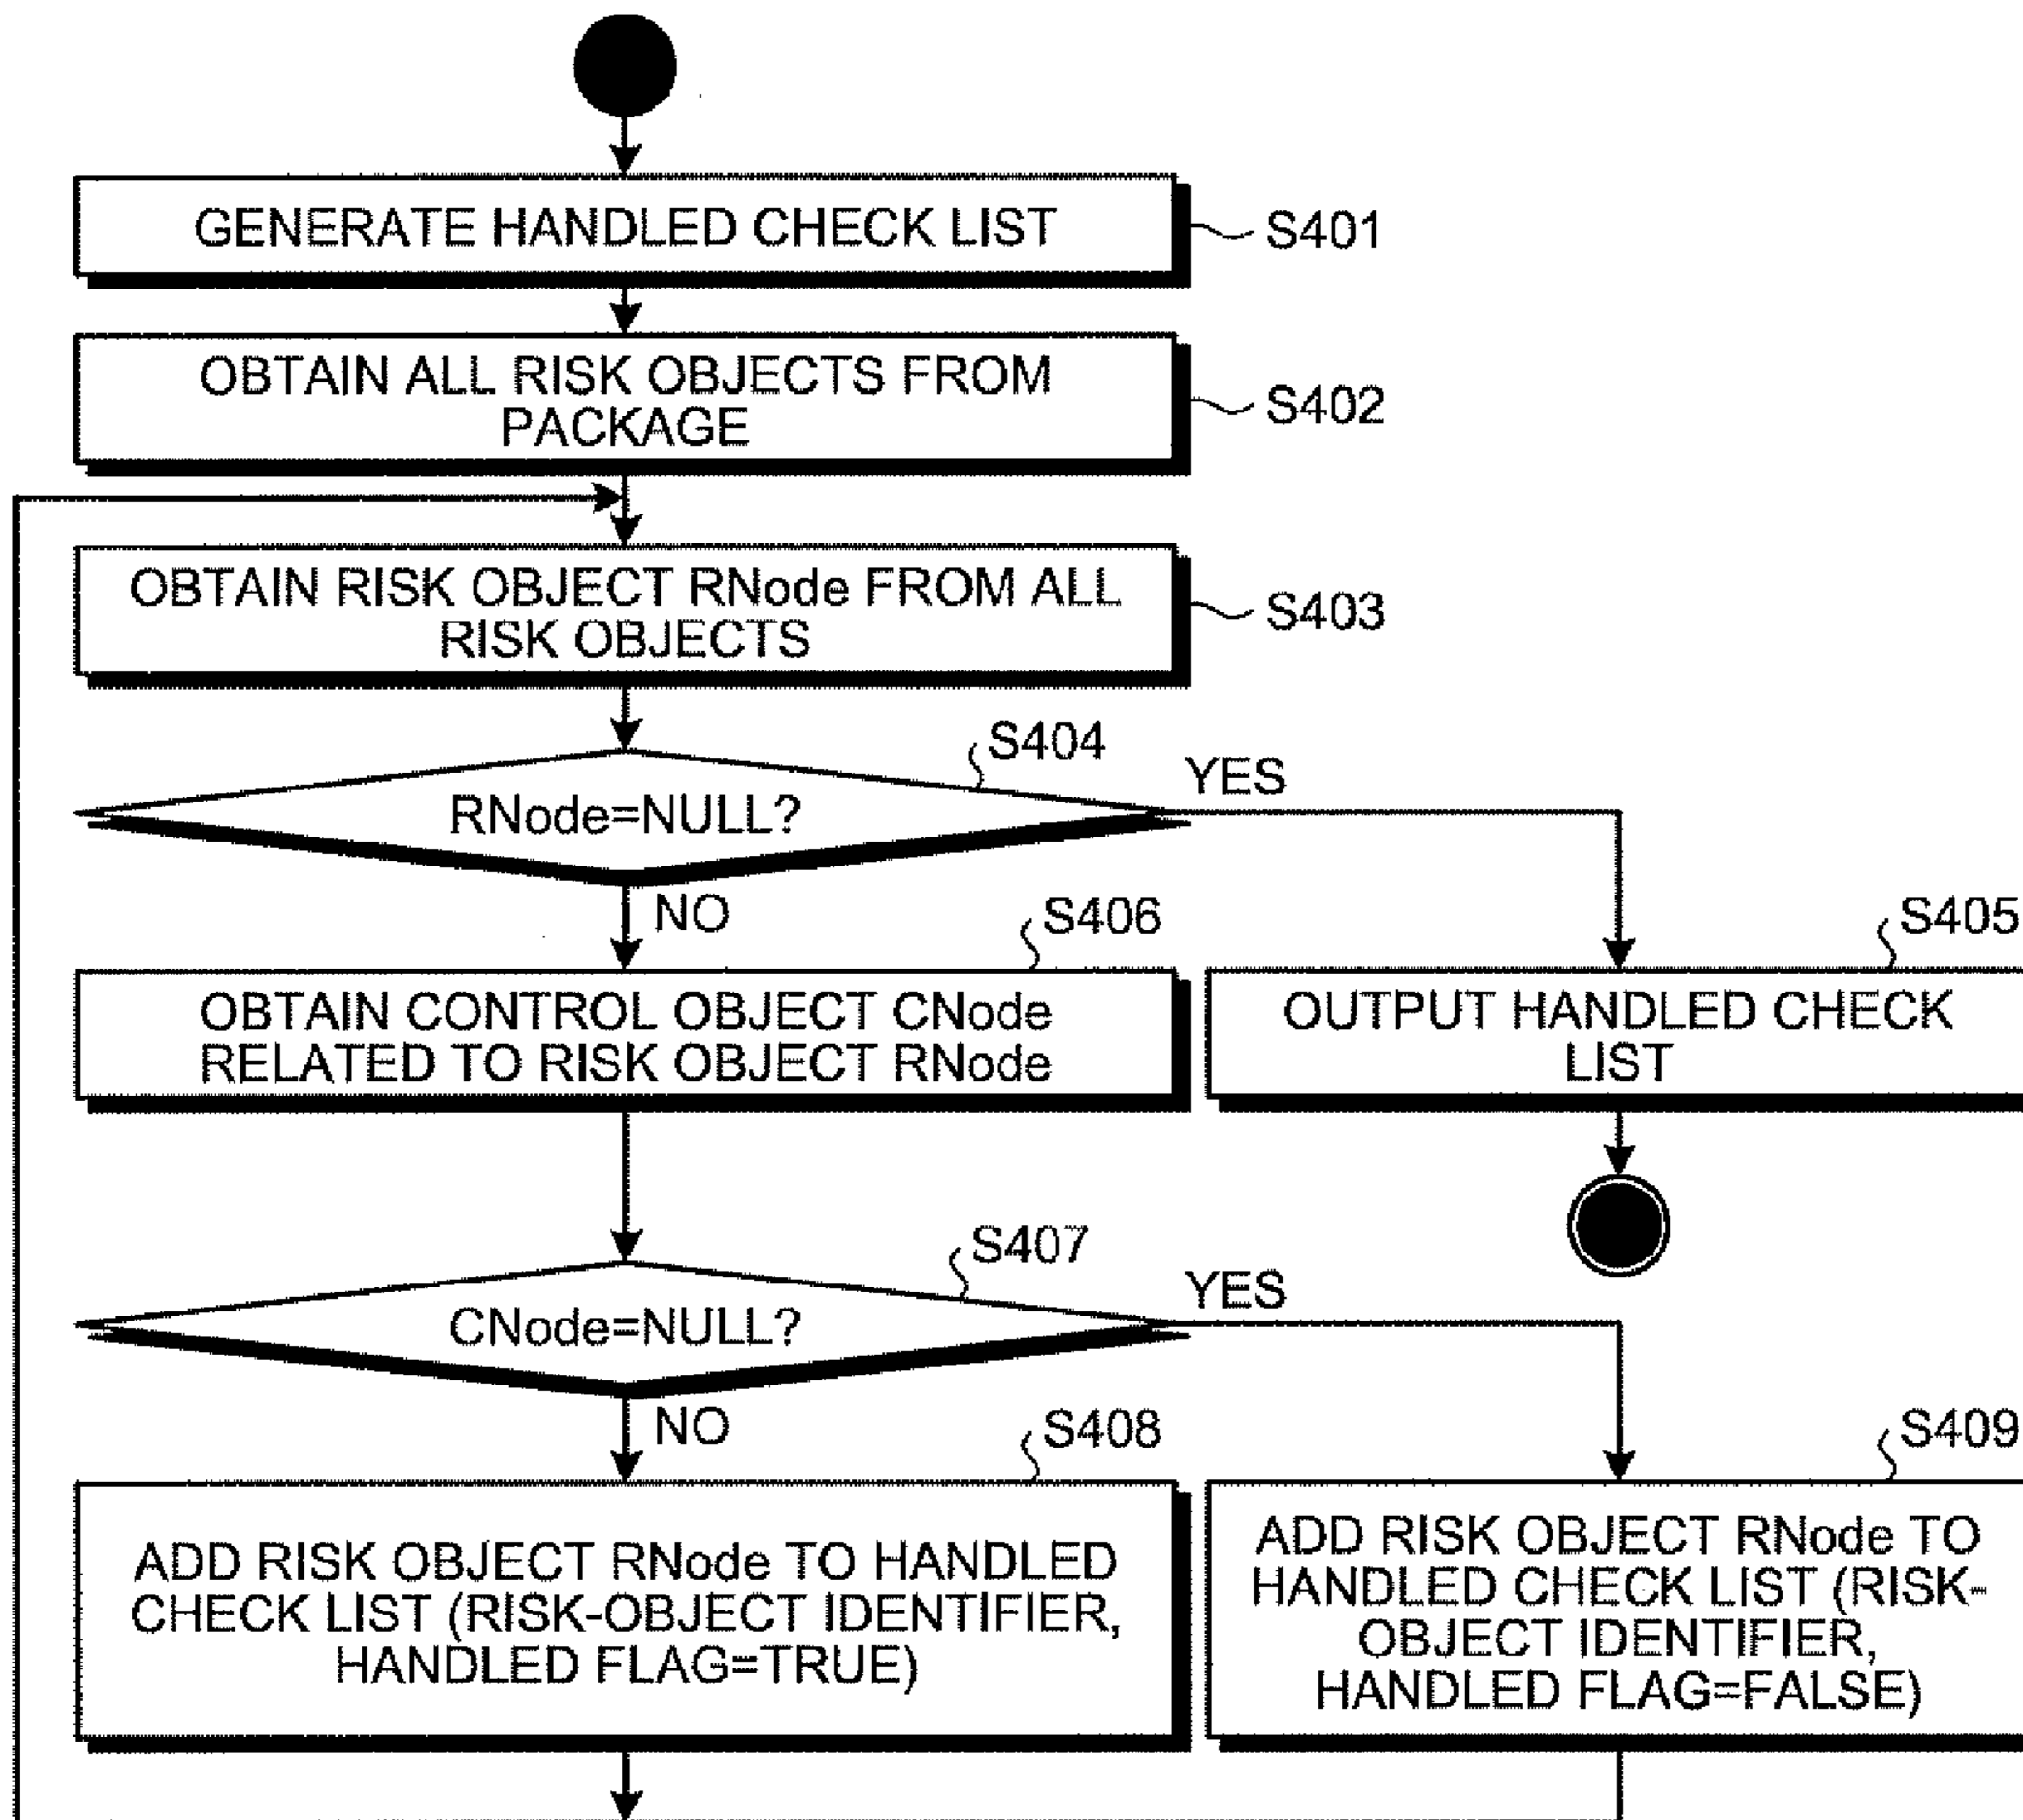 GENERATE HANDLED CHECK LIST
S401
OBTAIN ALL RISK OBJECTS FROM
PACKAGE
S402
OBTAIN RISK OBJECT RNode FROM ALL
RISK OBJECTS
S403
S404
RNode=NULL?
YES
NO
S406
OBTAIN CONTROL OBJECT CNode
RELATED TO RISK OBJECT RNode
S405
OUTPUT HANDLED CHECK
LIST
S407
CNode=NULL?
YES
NO
S408
ADD RISK OBJECT RNode TO HANDLED
CHECK LIST (RISK-OBJECT IDENTIFIER,
HANDLED FLAG=TRUE)
S409
ADD RISK OBJECT RNode TO
HANDLED CHECK LIST (RISK-
OBJECT IDENTIFIER,
HANDLED FLAG=FALSE)